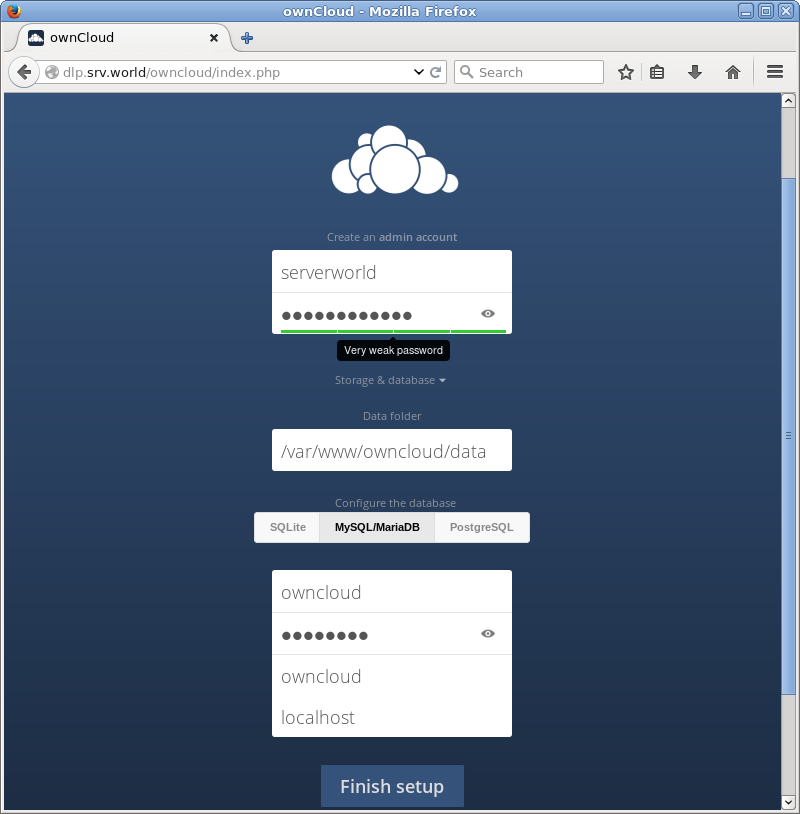 ownCloud - Mozilla Firefox
ownCloud
dlp.srv.world/owncloud/index.php
Search
Create an admin account
serverworld
●●●●●●●●●●●●
Very weak password
Storage & database
Data folder
/var/www/owncloud/data
Configure the database
SQLite MySQL/MariaDB PostgreSQL
owncloud
●●●●●●●●
owncloud
localhost
Finish setup